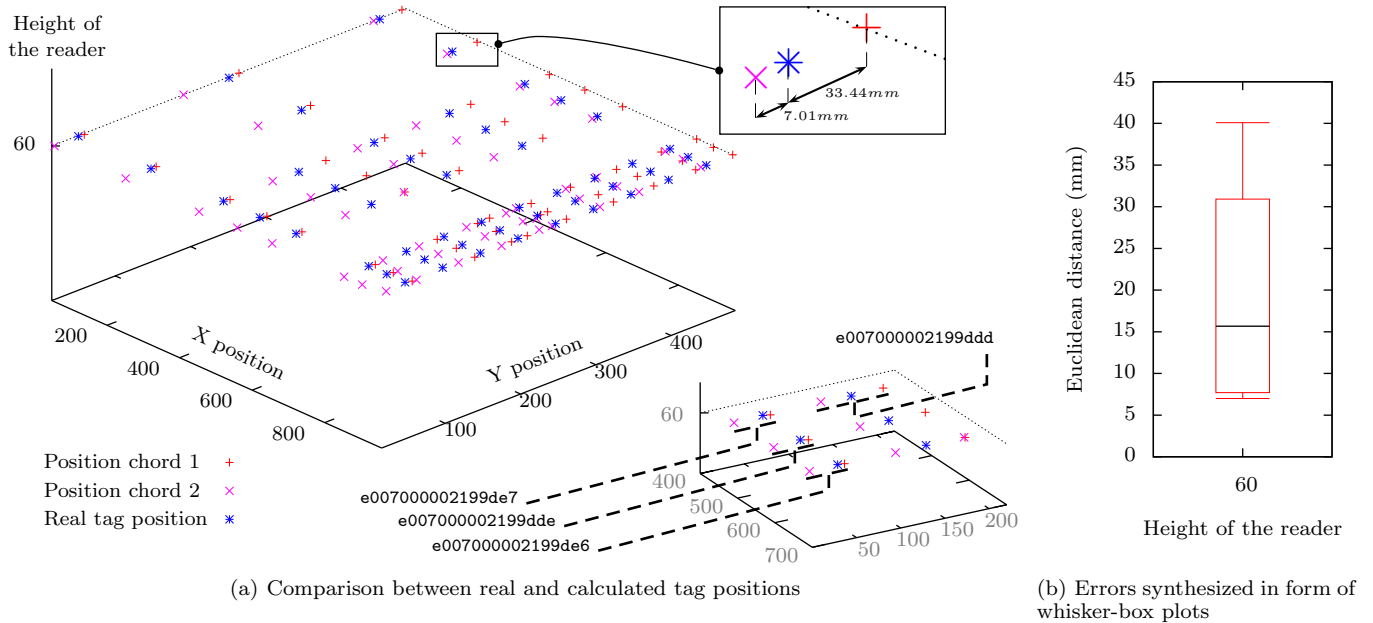 Height of
the reader
60
200
400
600
800
X position
100
200
300
400
Y position
33.44mm
7.01mm
Position chord 1
Position chord 2
Real tag position
e007000002199ddd
60
e007000002199de7
e007000002199dde
e007000002199de6
400
500
600
700
50
100
150
200
(a) Comparison between real and calculated tag positions
45
40
35
30
25
20
15
10
5
0
Euclidean distance (mm)
60
Height of the reader
(b) Errors synthesized in form of
whisker-box plots